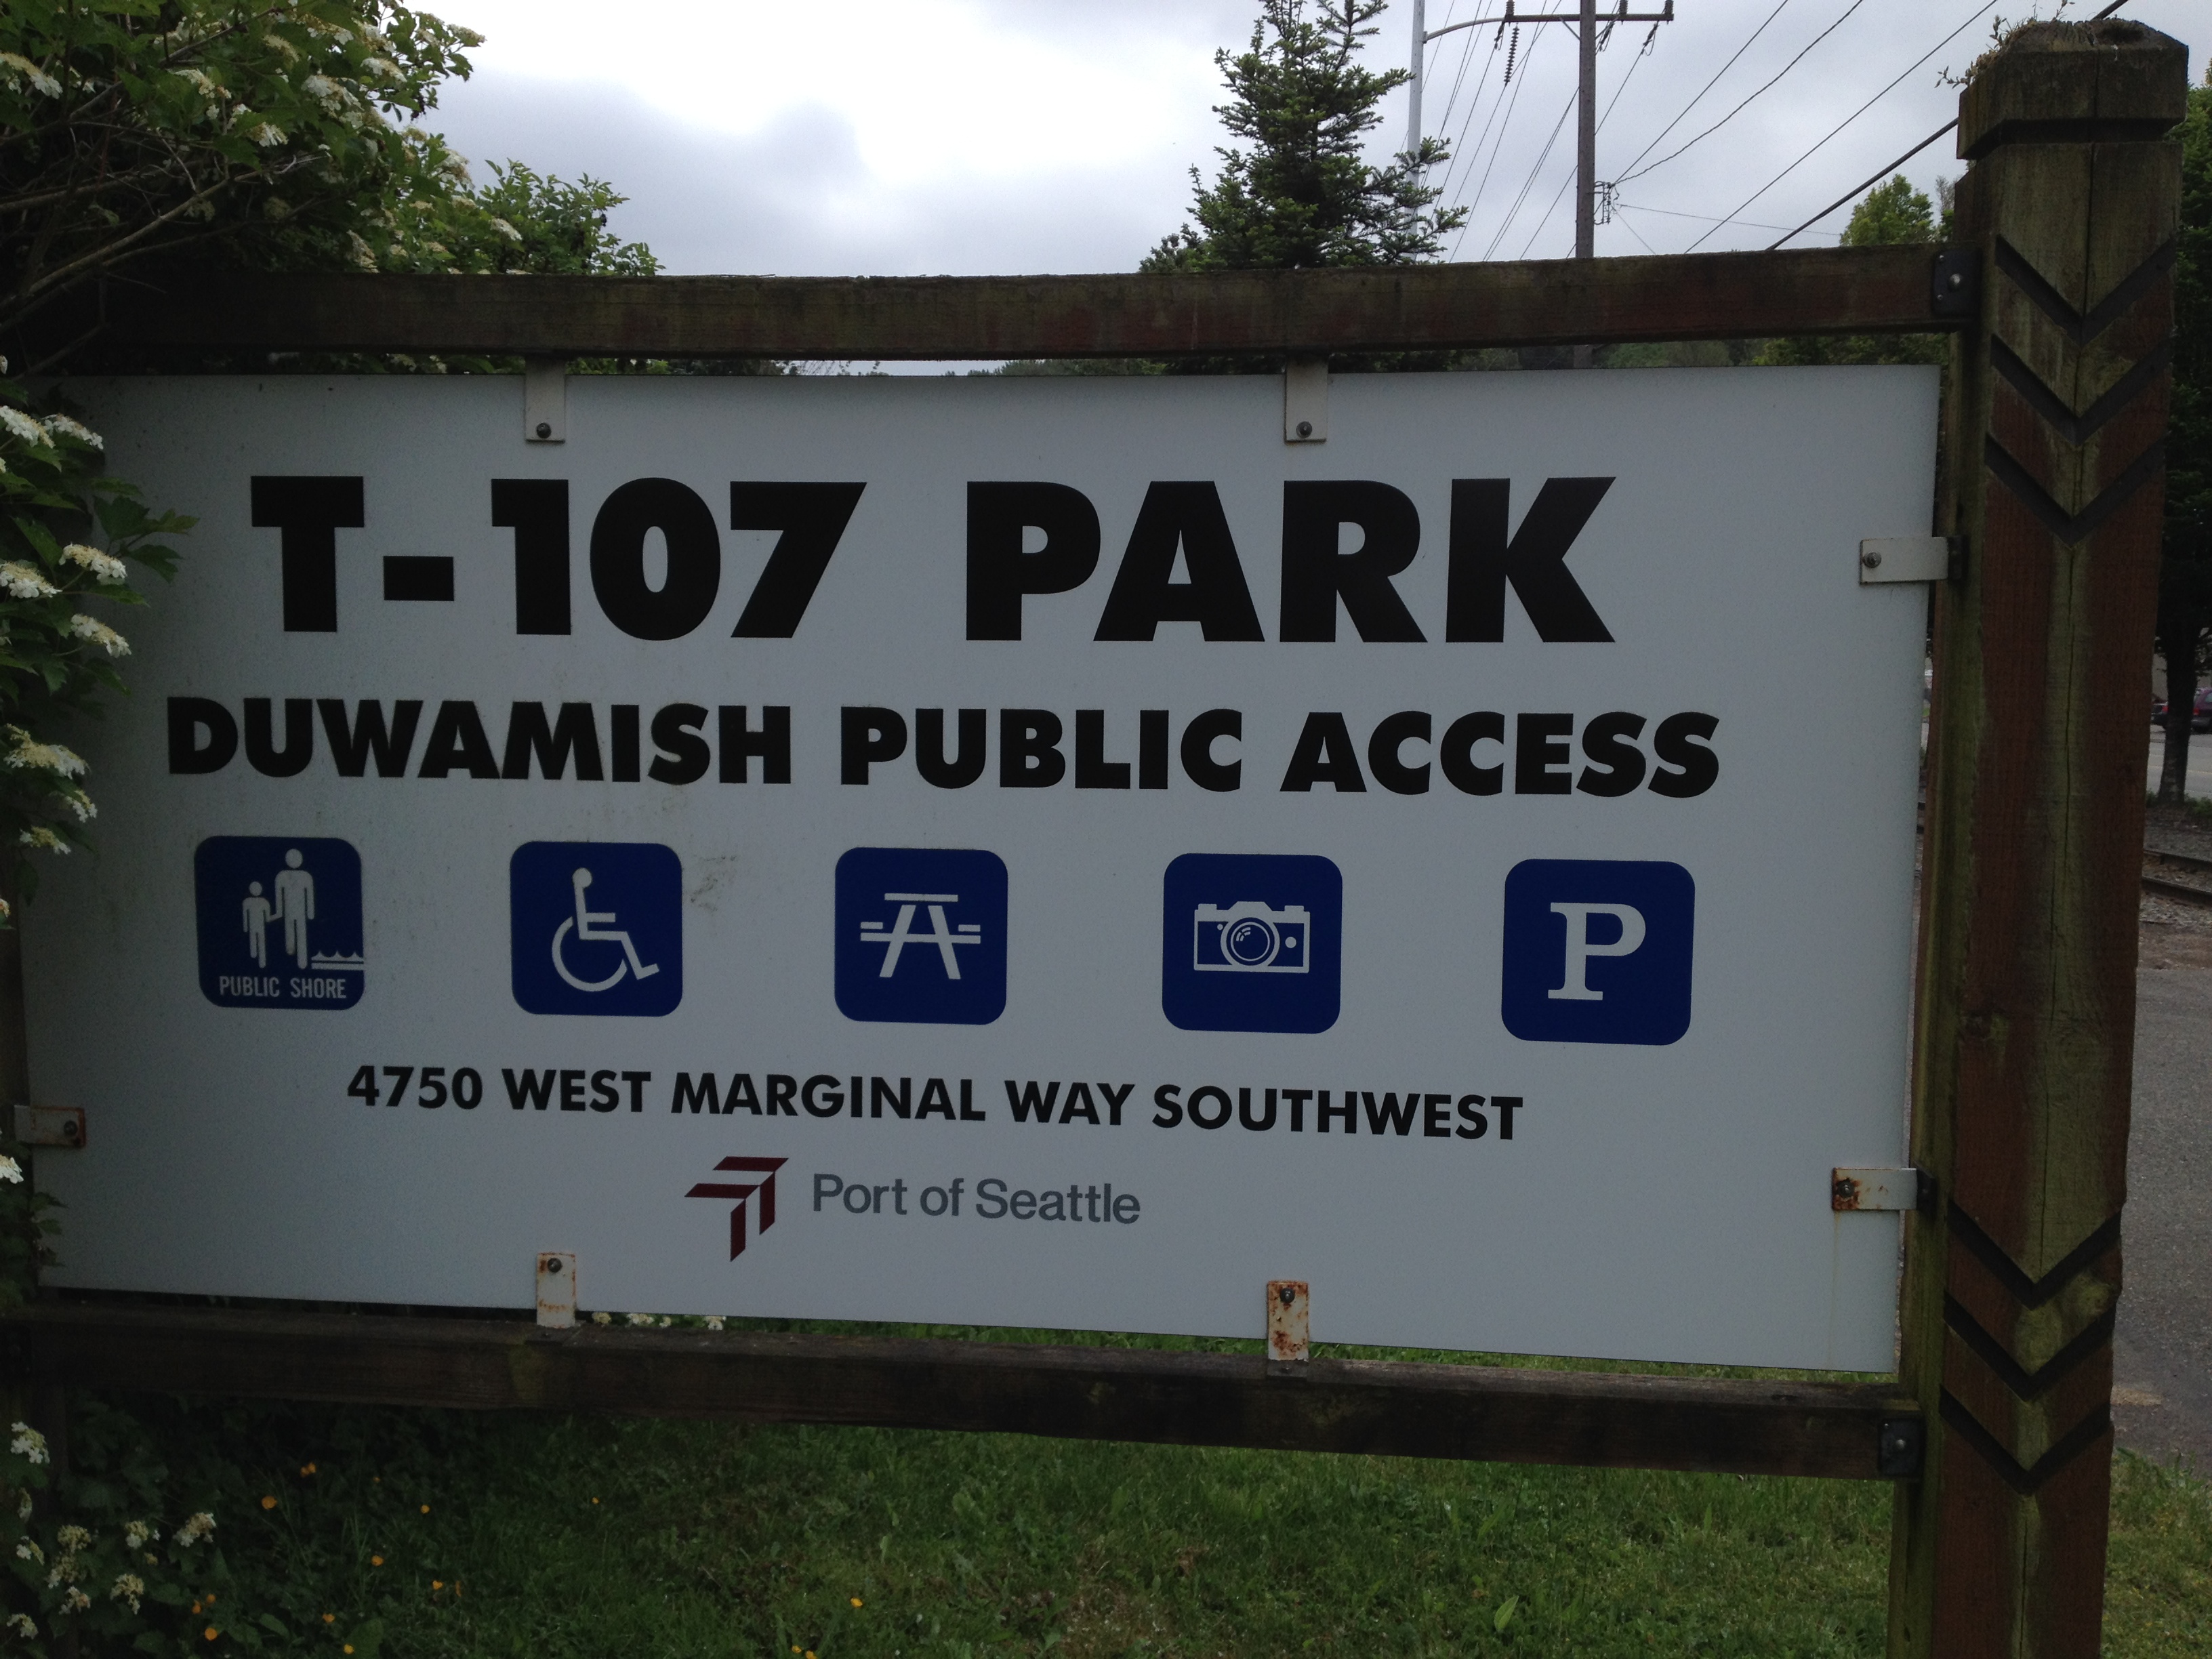 T-107 PARK
DUWAMISH PUBLIC ACCESS
PUBLIC SHORE
P
4750 WEST MARGINAL WAY SOUTHWEST
Port of Seattle